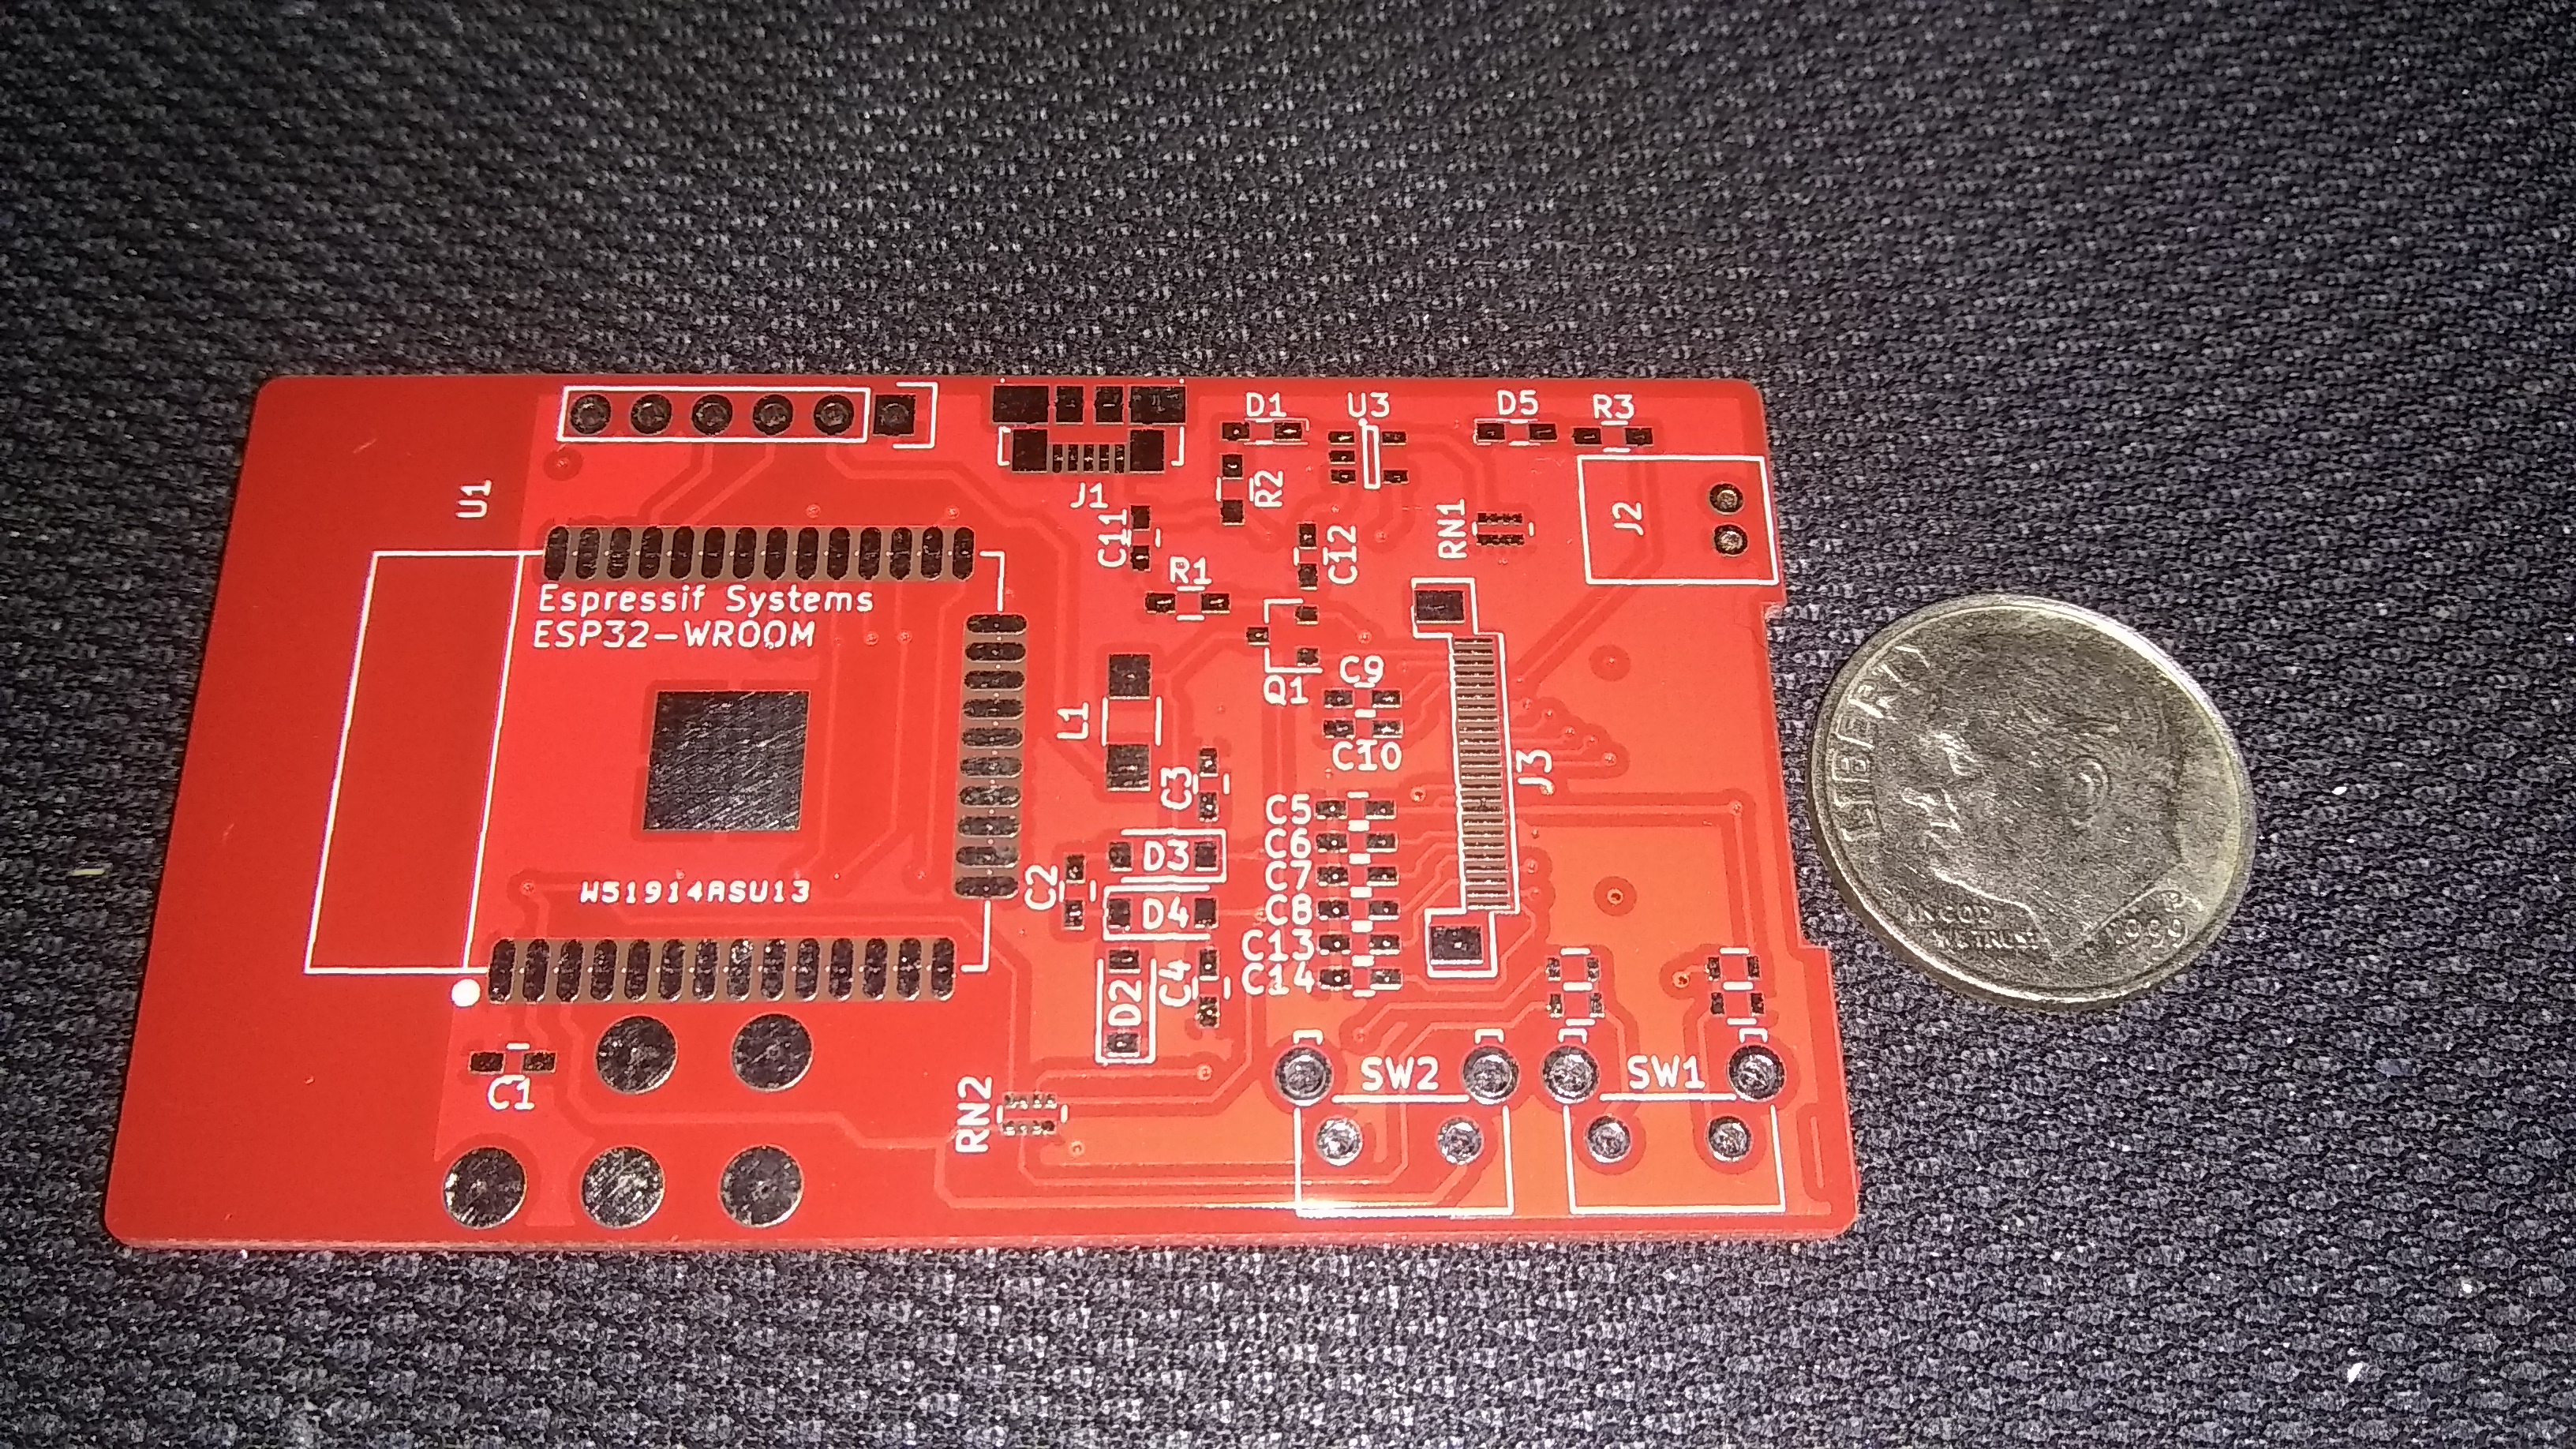 D1
U3
D5
R3
U1
J1
R2
C11
C12
RN1
J2
R1
Espressif Systems
ESP32-WROOM
Q1
C9
C10
L1
C3
J3
C5
C6
C7
C8
C13
C14
D3
D4
C2
W51914ASU13
D2
C4
C1
RN2
SW2
SW1
LIBERTY
IN GOD
WE TRUST
P
1999